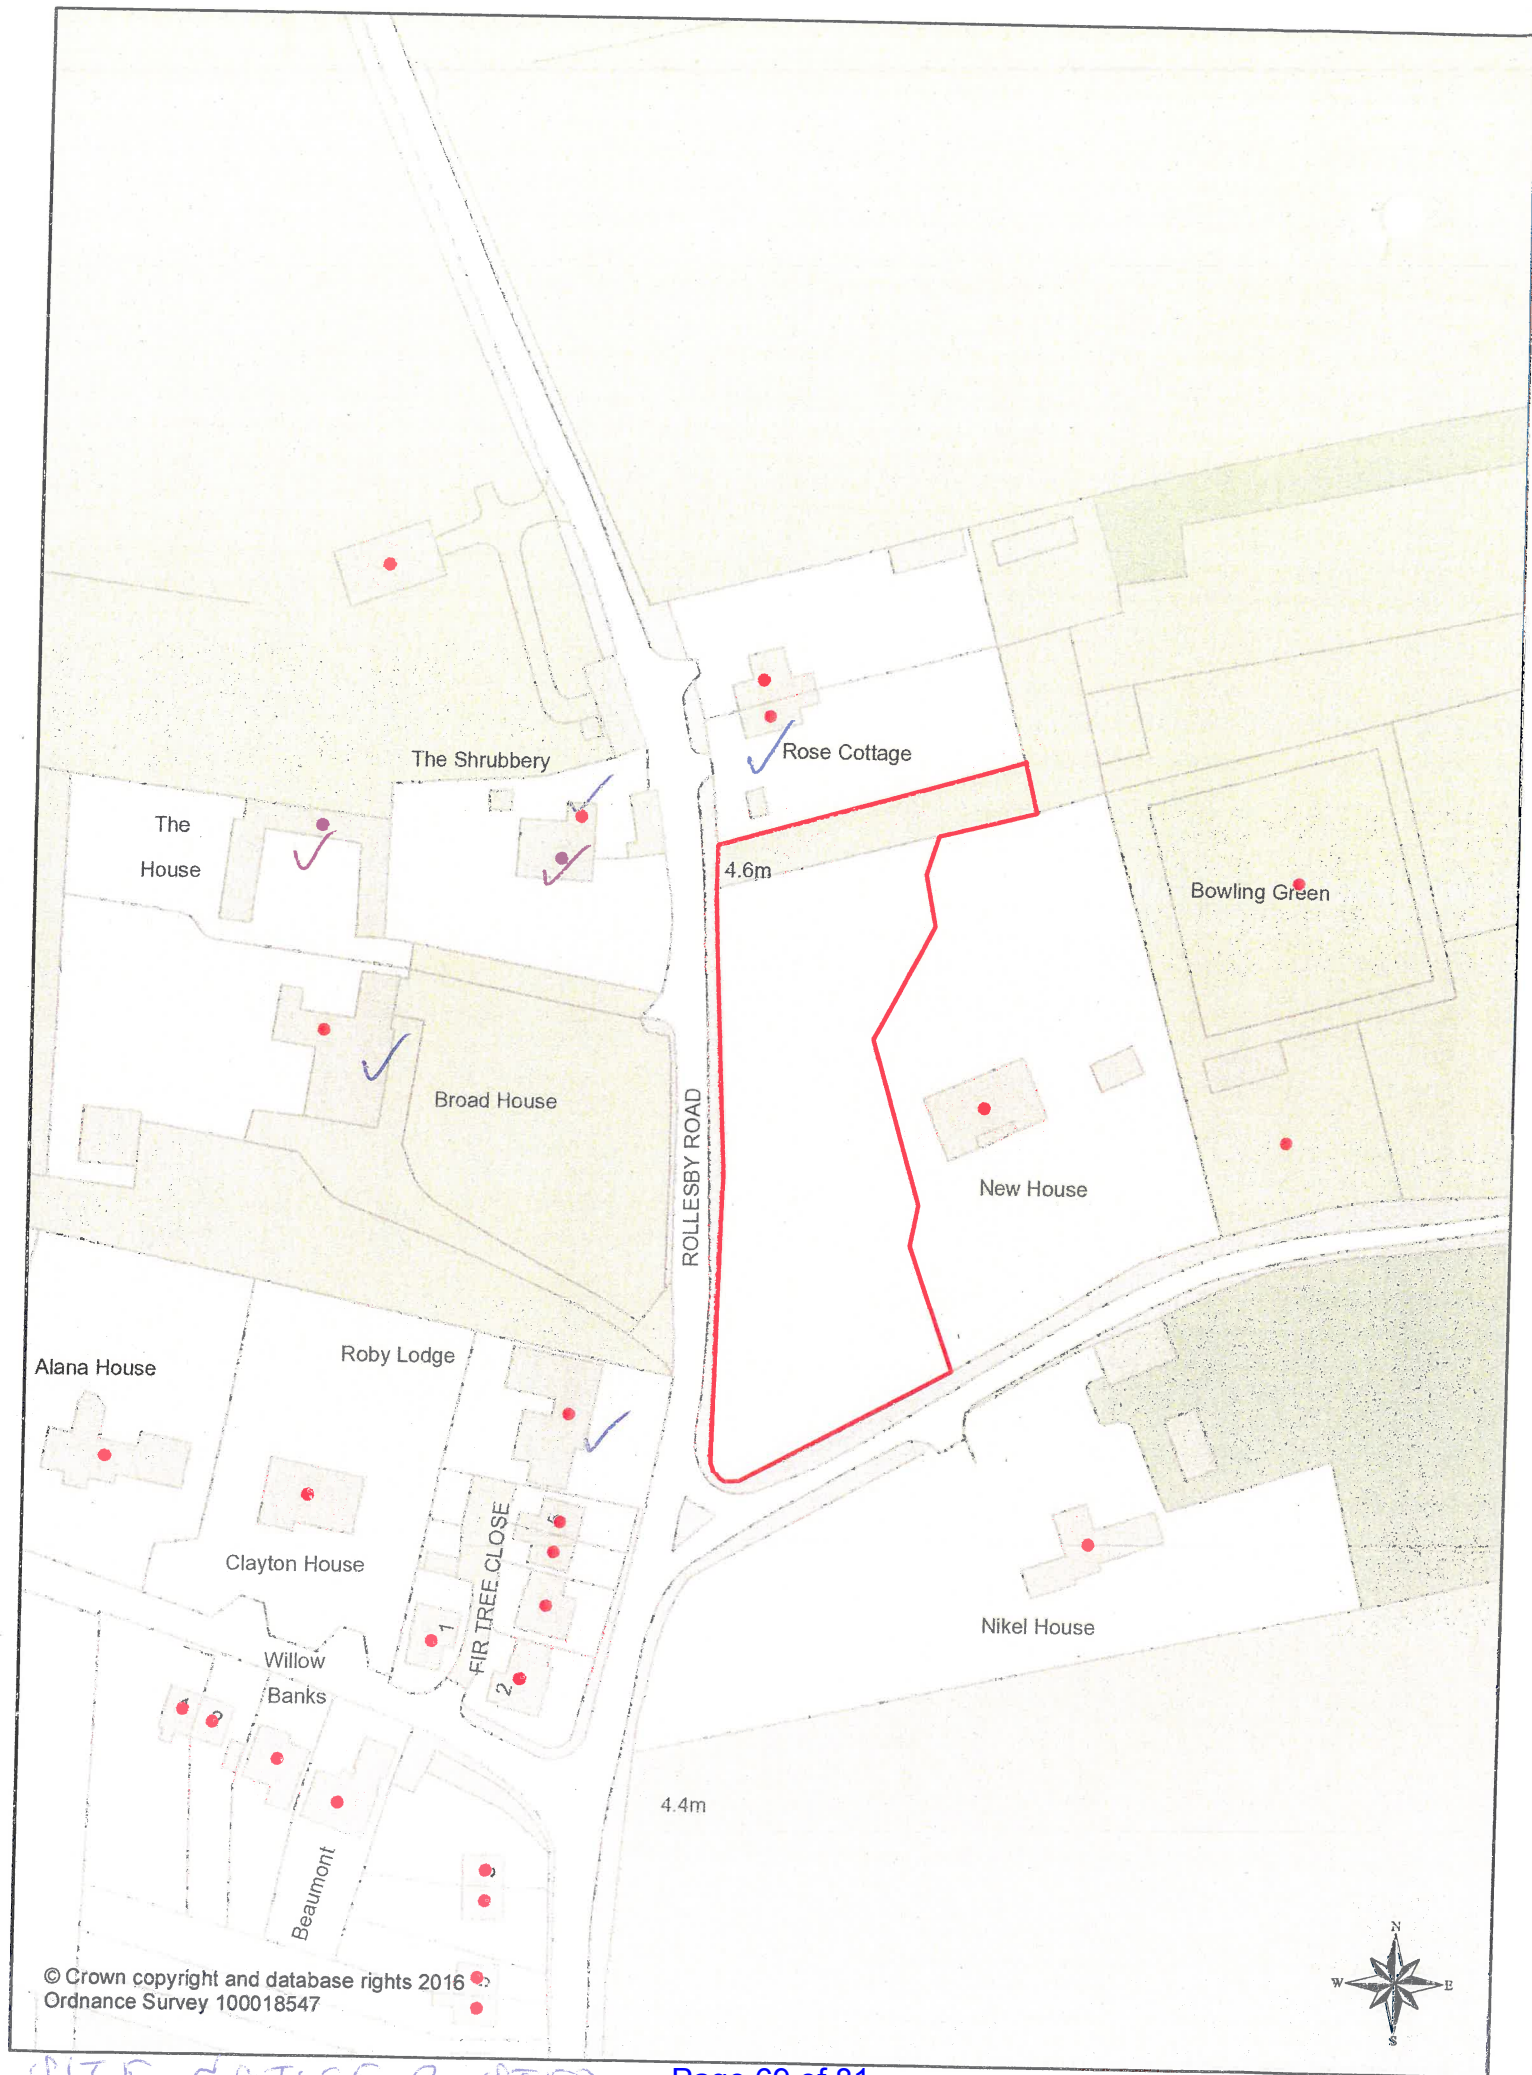 The Shrubbery
Rose Cottage
The
House
4.6m
Bowling Green
Broad House
ROLLESBY ROAD
New House
Roby Lodge
Alana House
Clayton House
FIR TREE CLOSE
5
1
2
Willow
Banks
Nikel House
4.4m
Beaumont
© Crown copyright and database rights 2016
Ordnance Survey 100018547
N
W E
S